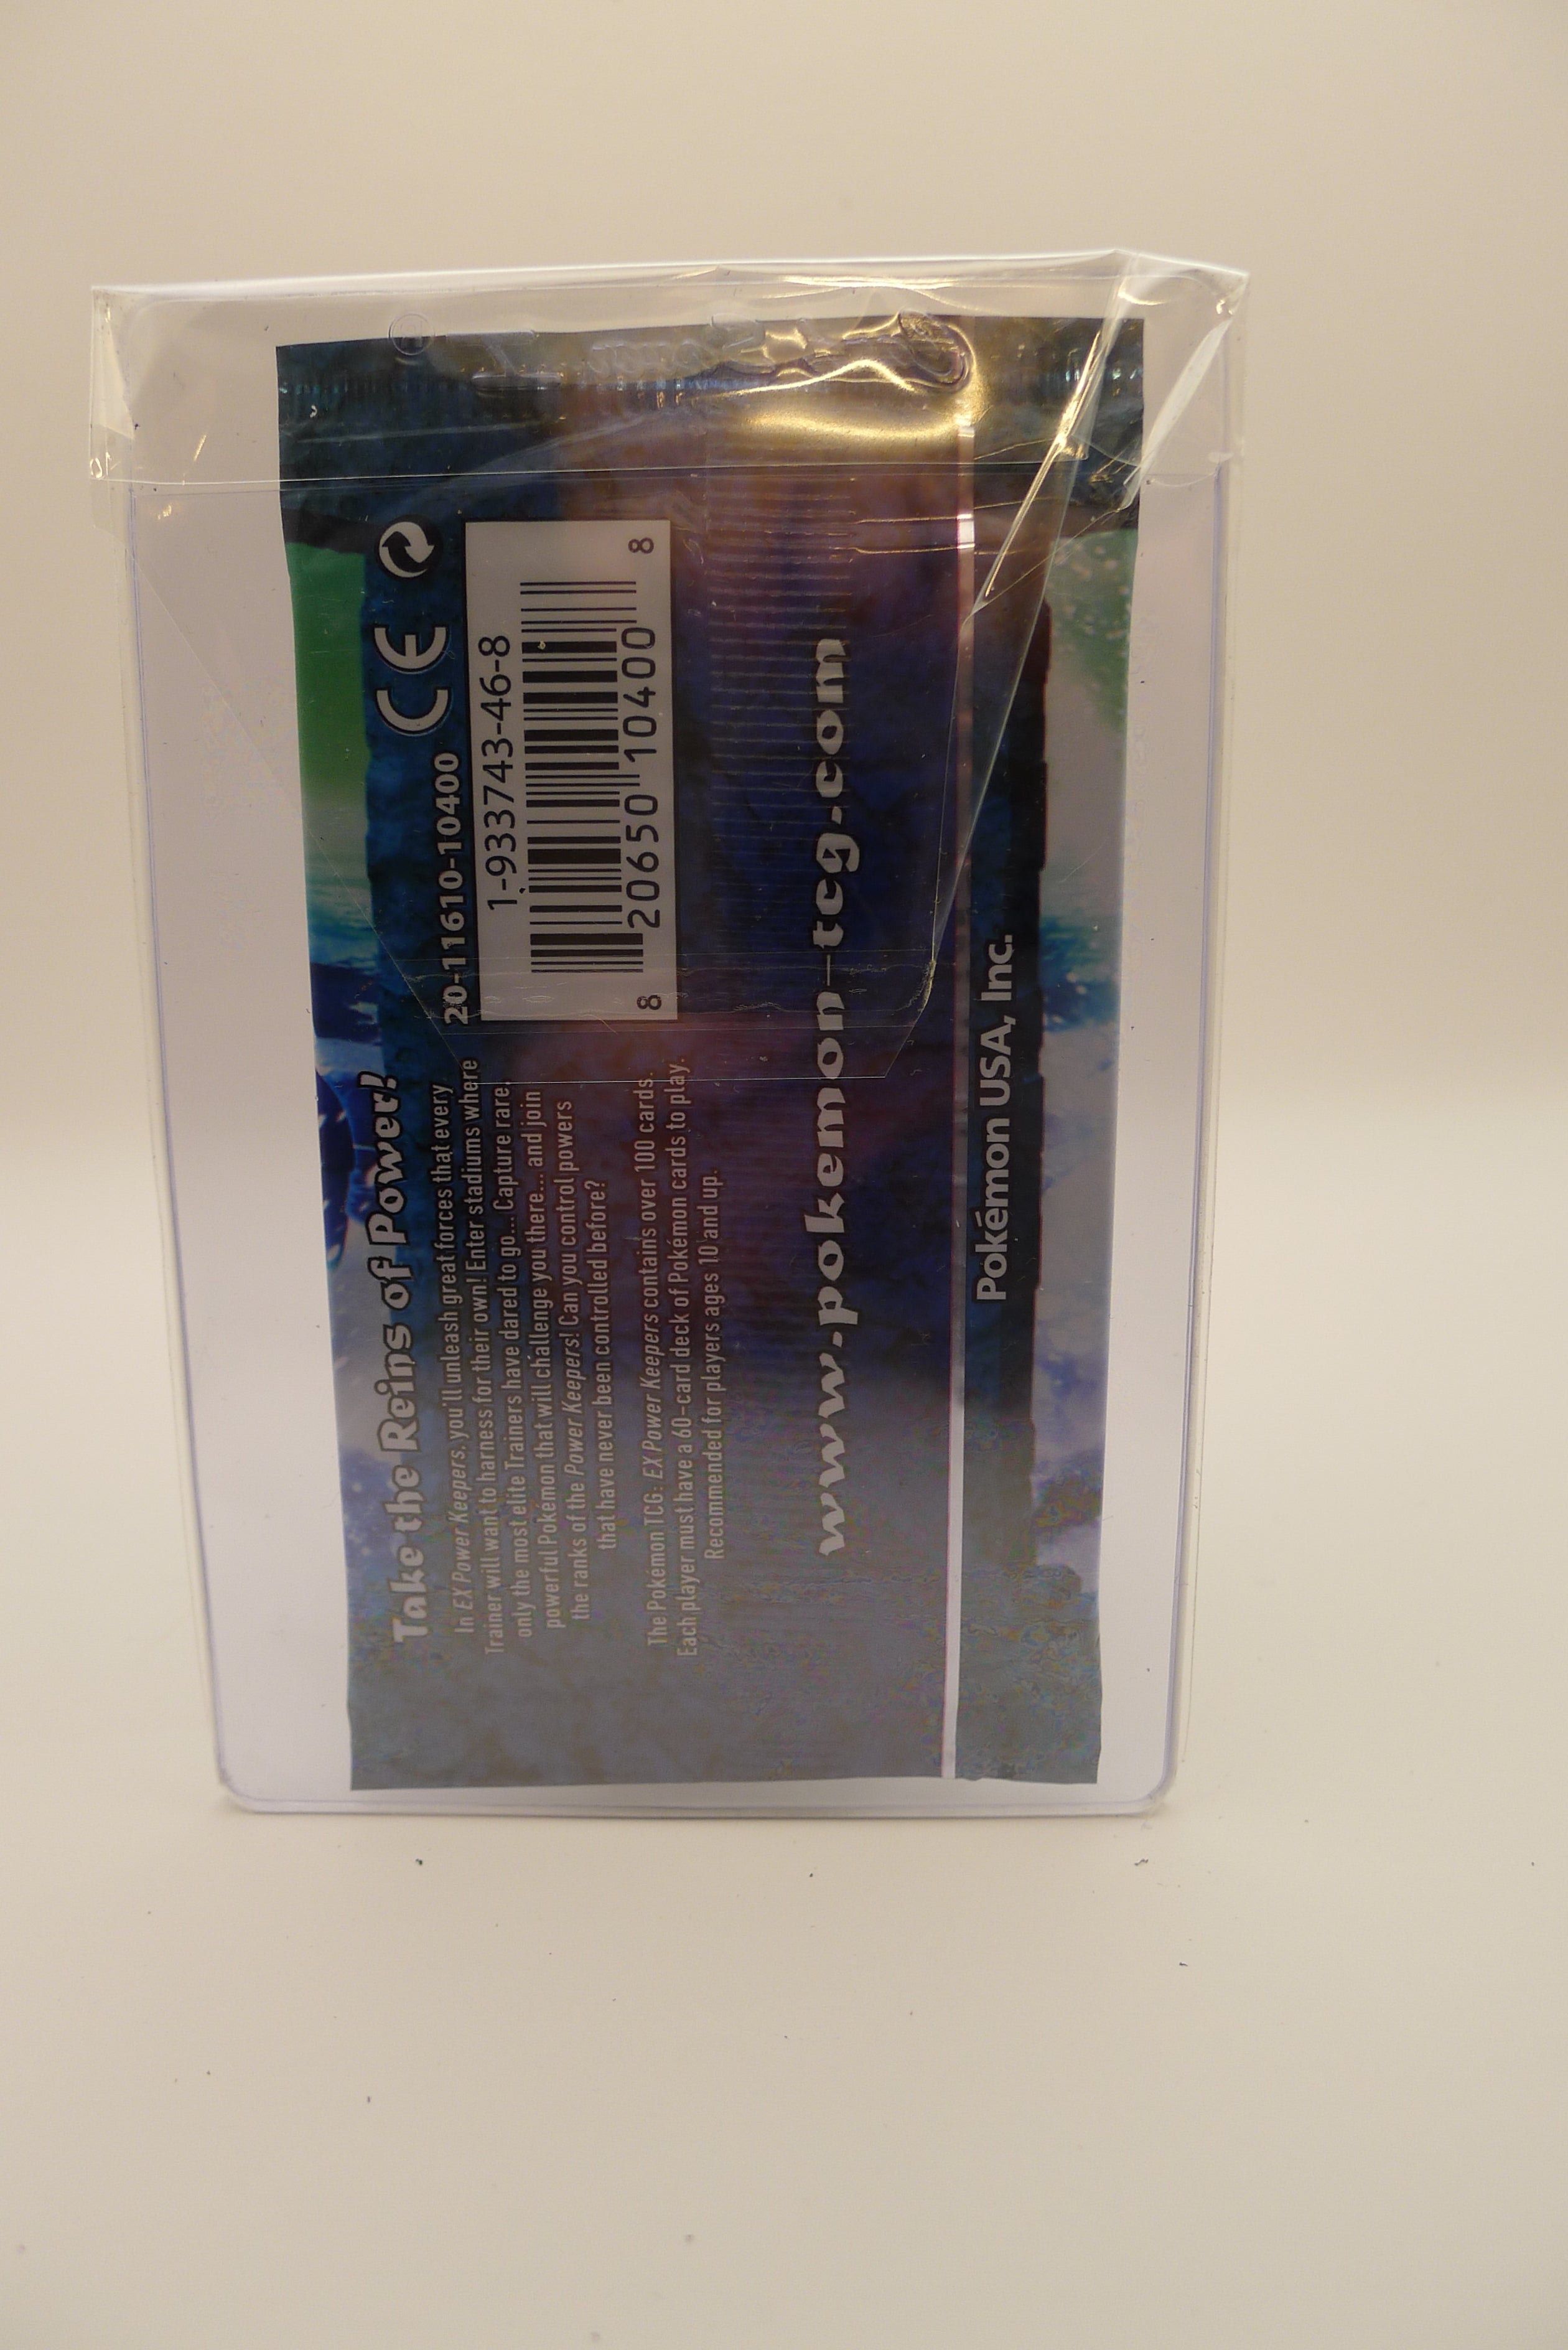 Take the Reins of Power!
In EX Power Keepers, you'll unleash great forces that every
Trainer will want to harness for their own! Enter stadiums where
only the most elite Trainers have dared to go... Capture rare,
powerful Pokémon that will challenge you there... and join
the ranks of the Power Keepers! Can you control powers
that have never been controlled before?
The Pokémon TCG: EX Power Keepers contains over 100 cards.
Each player must have a 60-card deck of Pokémon cards to play.
Recommended for players ages 10 and up.
20-11610-10400 CE
1-933743-46-8
8 20650 10400 8
www.pokemon-tcg.com
Pokémon USA, Inc.